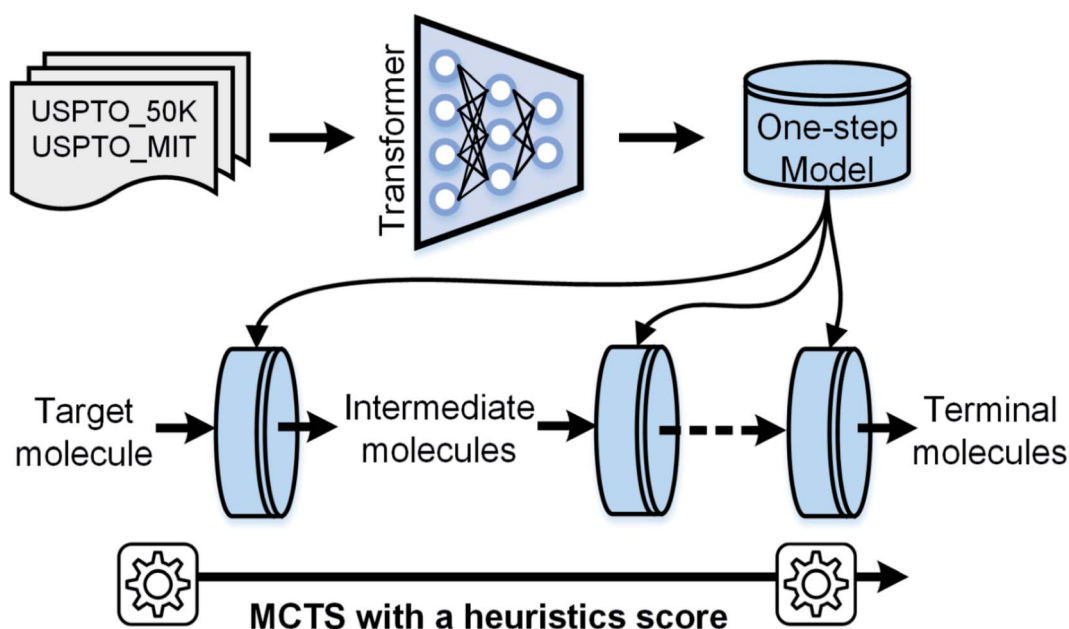 USPTO_50K
USPTO_MIT
Transformer
One-step
Model
Target
molecule
Intermediate
molecules
Terminal
molecules
MCTS with a heuristics score